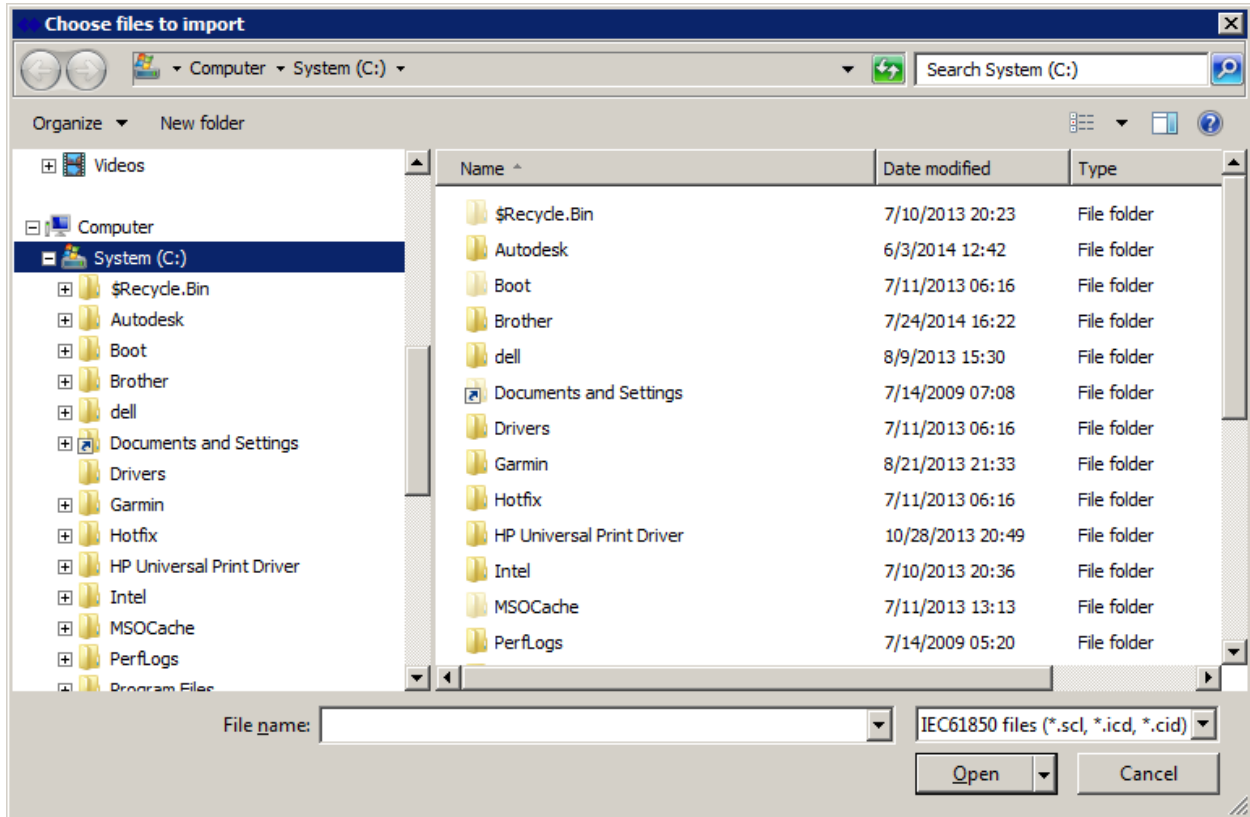 Choose files to import
Computer System (C:)
Search System (C:)
Organize New folder
Videos
Computer
System (C:)
$Recycle.Bin
Autodesk
Boot
Brother
dell
Documents and Settings
Drivers
Garmin
Hotfix
HP Universal Print Driver
Intel
MSOCache
PerfLogs
Program Files
Name Date modified Type
$Recycle.Bin 7/10/2013 20:23 File folder
Autodesk 6/3/2014 12:42 File folder
Boot 7/11/2013 06:16 File folder
Brother 7/24/2014 16:22 File folder
dell 8/9/2013 15:30 File folder
Documents and Settings 7/14/2009 07:08 File folder
Drivers 7/11/2013 06:16 File folder
Garmin 8/21/2013 21:33 File folder
Hotfix 7/11/2013 06:16 File folder
HP Universal Print Driver 10/28/2013 20:49 File folder
Intel 7/10/2013 20:36 File folder
MSOCache 7/11/2013 13:13 File folder
PerfLogs 7/14/2009 05:20 File folder
File name:
IEC61850 files (*.scl, *.icd, *.cid)
Open Cancel